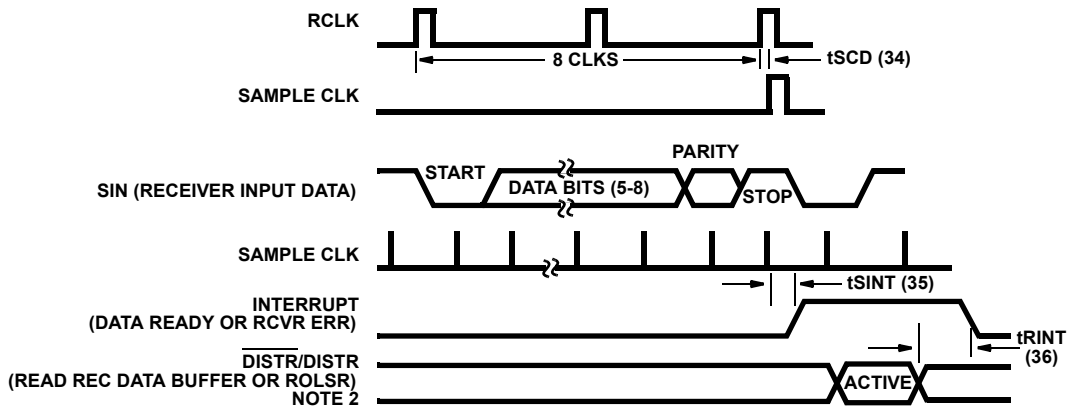 RCLK
8 CLKS
tSCD (34)
SAMPLE CLK
PARITY
START
SIN (RECEIVER INPUT DATA)
DATA BITS (5-8)
STOP
SAMPLE CLK
tSINT (35)
INTERRUPT
(DATA READY OR RCVR ERR)
tRINT
(36)
DISTR/DISTR
(READ REC DATA BUFFER OR ROLSR)
ACTIVE
NOTE 2